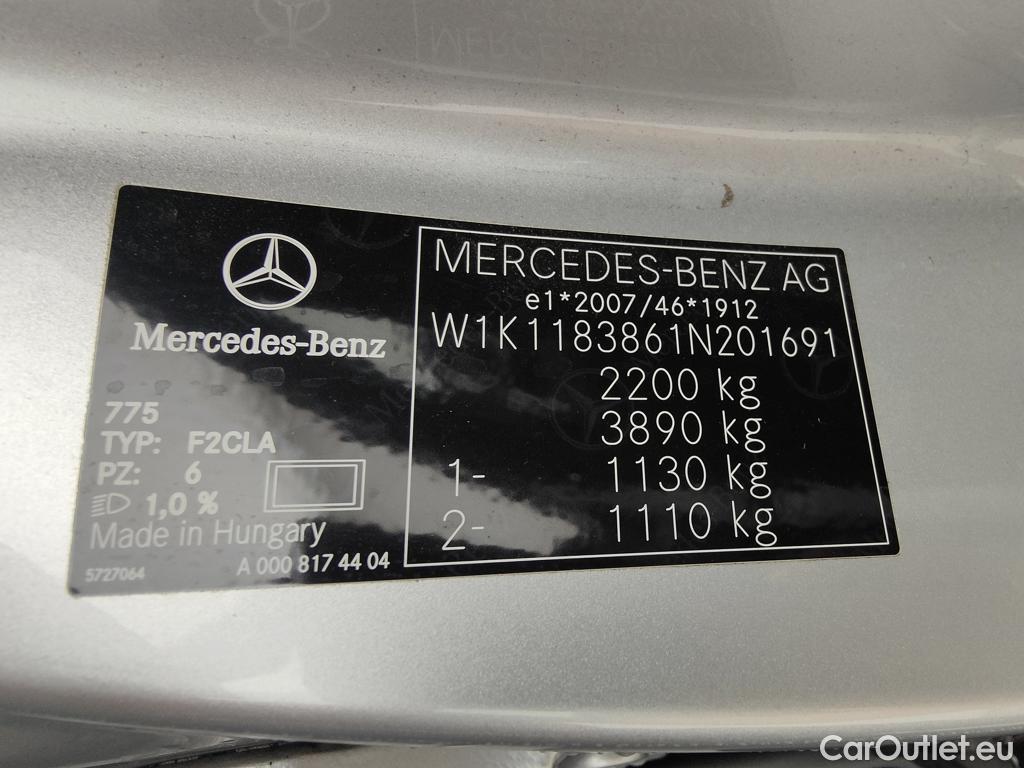 Mercedes-Benz
775
TYP: F2CLA
PZ: 6
1,0 %
Made in Hungary
5727064
A 000 817 44 04
MERCEDES-BENZ AG
e1*2007/46*1912
W1K1183861N201691
2200 kg
3890 kg
1- 1130 kg
2- 1110 kg
CarOutlet.eu